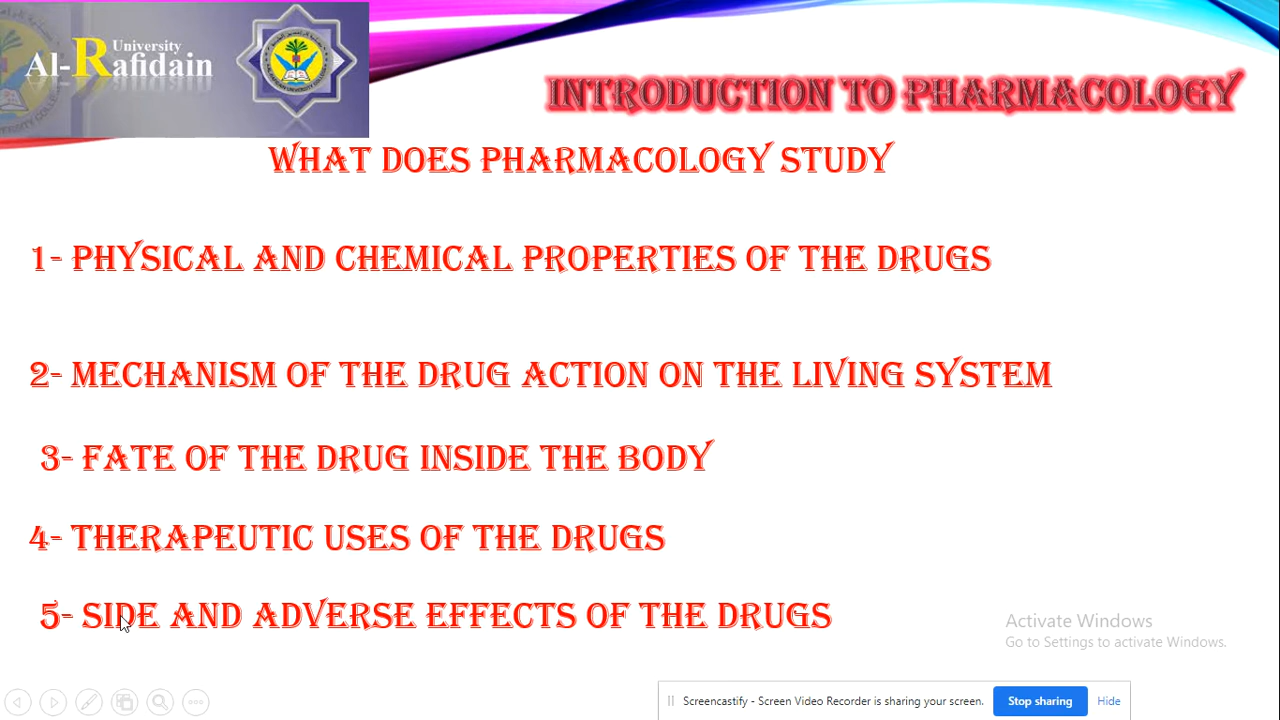 University
Al-Rafidain
INTRODUCTION TO PHARMACOLOGY
WHAT DOES PHARMACOLOGY STUDY
1- PHYSICAL AND CHEMICAL PROPERTIES OF THE DRUGS
2- MECHANISM OF THE DRUG ACTION ON THE LIVING SYSTEM
3- FATE OF THE DRUG INSIDE THE BODY
4- THERAPEUTIC USES OF THE DRUGS
5- SIDE AND ADVERSE EFFECTS OF THE DRUGS
Activate Windows
Go to Settings to activate Windows.
Screencastify - Screen Video Recorder is sharing your screen.
Stop sharing
Hide